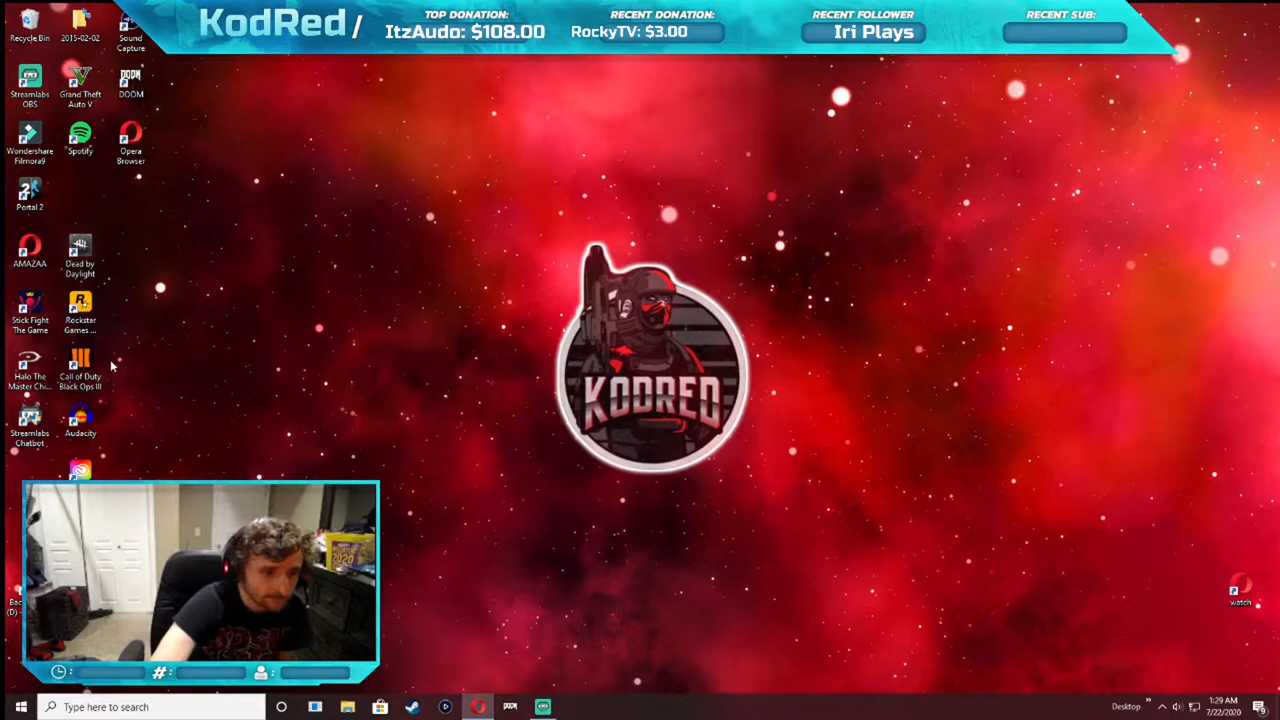 KodRed /
TOP DONATION:
ItzAudo: $108.00
RECENT DONATION:
RockyTV: $3.00
RECENT FOLLOWER
Iri Plays
RECENT SUB:
Recycle Bin
2015-02-02
Sound
Capture
Streamlabs
OBS
Grand Theft
Auto V
DOOM
Wondershare
Filmora9
Spotify
Opera
Browser
Portal 2
AMAZAA
Dead by
Daylight
Stick Fight
The Game
Rockstar
Games ...
Halo The
Master Chi...
Call of Duty
Black Ops III
Streamlabs
Chatbot
Audacity
KODRED
2020
watch
#:
Type here to search
Desktop
1:29 AM
7/22/2020